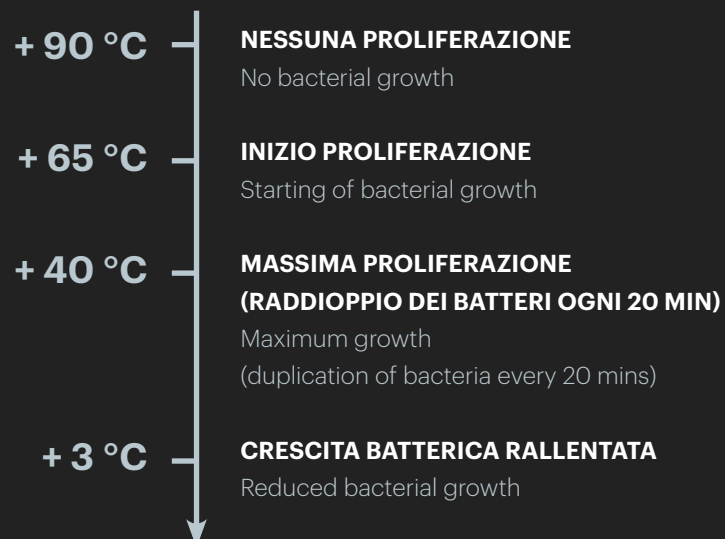 + 90 °C
NESSUNA PROLIFERAZIONE
No bacterial growth
+ 65 °C
INIZIO PROLIFERAZIONE
Starting of bacterial growth
+ 40 °C
MASSIMA PROLIFERAZIONE
(RADDIOPPIO DEI BATTERI OGNI 20 MIN)
Maximum growth
(duplication of bacteria every 20 mins)
+ 3 °C
CRESCITA BATTERICA RALLENTATA
Reduced bacterial growth